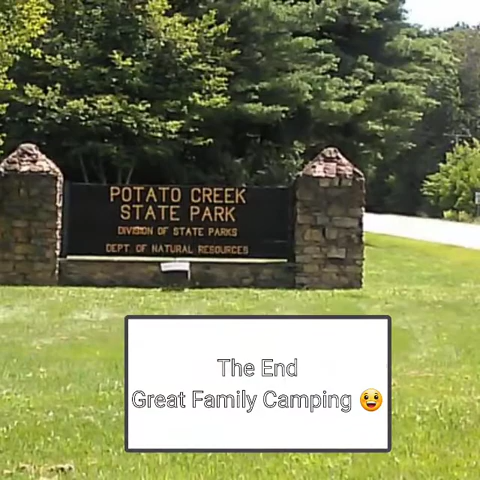 POTATO CREEK
STATE PARK
DIVISION OF STATE PARKS
DEPT. OF NATURAL RESOURCES
The End
Great Family Camping 😀